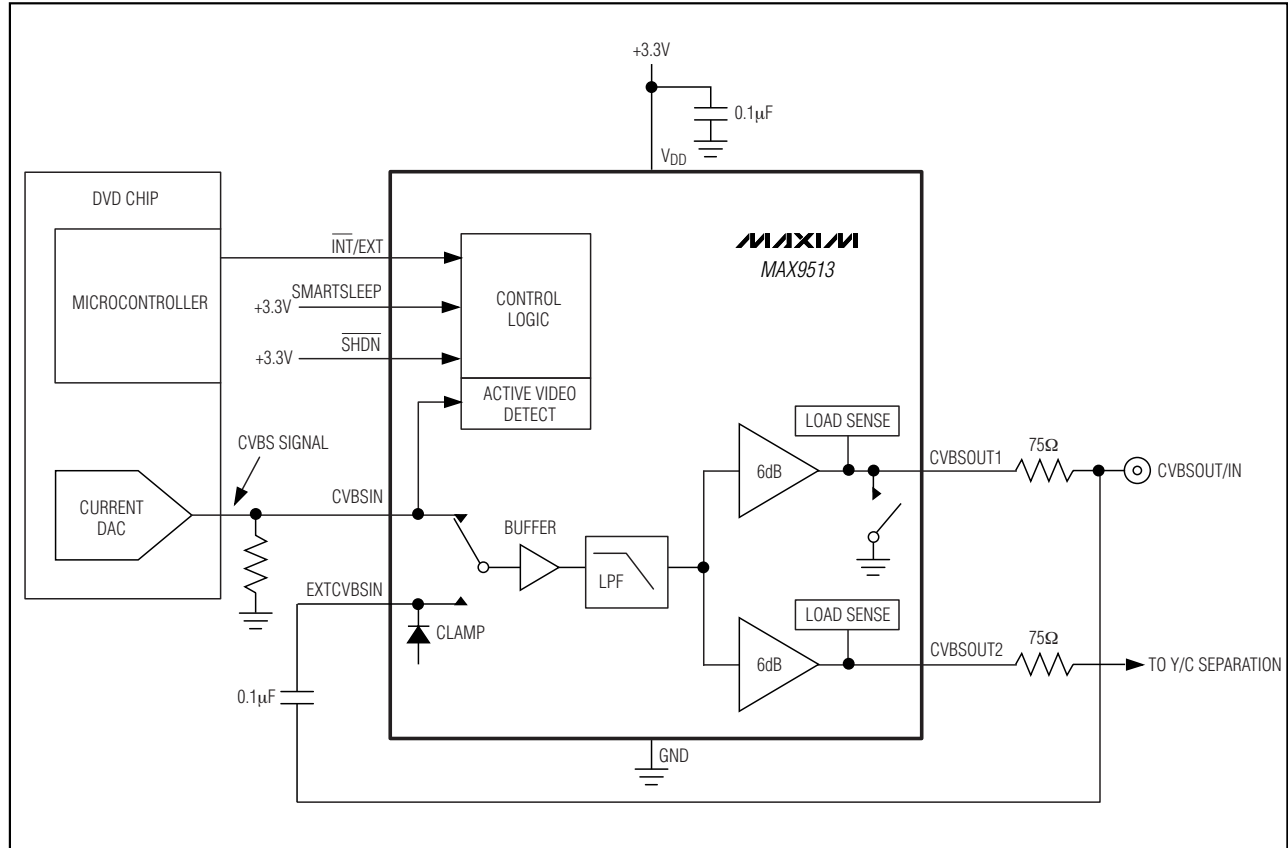 +3.3V
0.1μF
VDD
DVD CHIP
MICROCONTROLLER
INT/EXT
SMARTSLEEP
+3.3V
SHDN
+3.3V
CONTROL
LOGIC
ACTIVE VIDEO
DETECT
MAXIM
MAX9513
CVBS SIGNAL
CURRENT
DAC
CVBSIN
BUFFER
LPF
EXTCVBSIN
CLAMP
0.1μF
LOAD SENSE
6dB
CVBSOUT1
75Ω
CVBSOUT/IN
LOAD SENSE
6dB
CVBSOUT2
75Ω
TO Y/C SEPARATION
GND